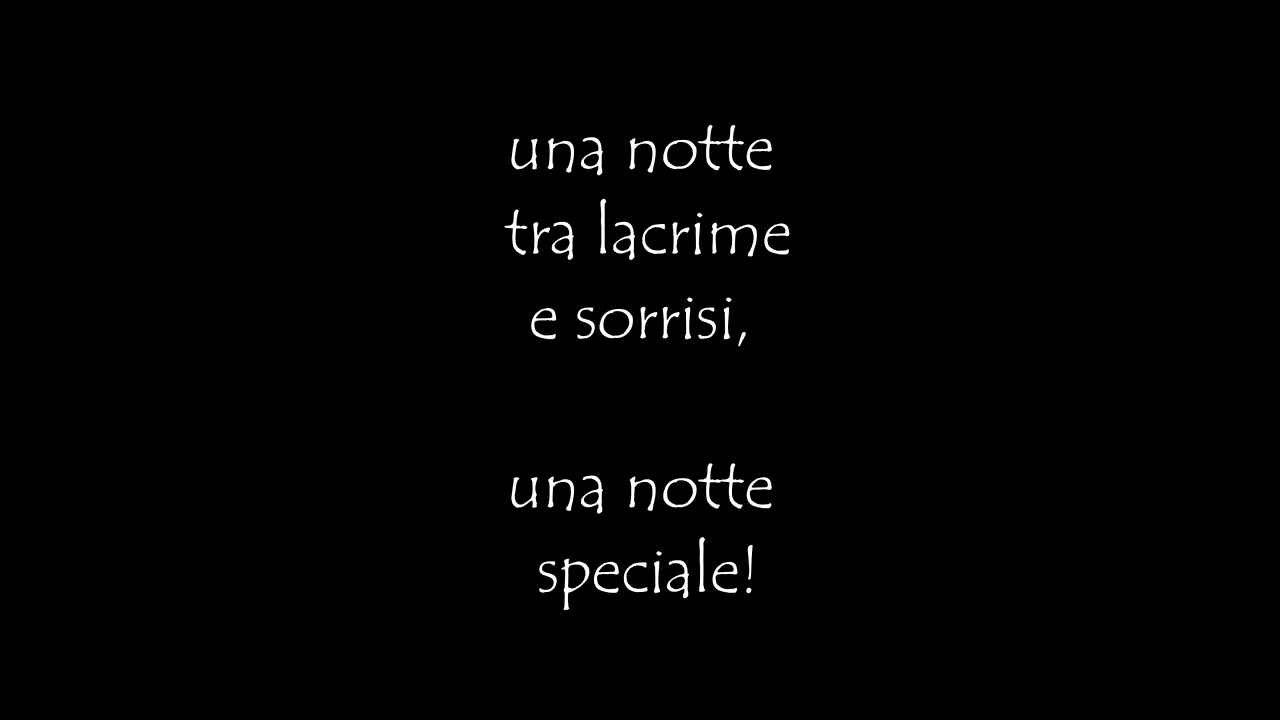 una notte
tra lacrime
e sorrisi,
una notte
speciale!